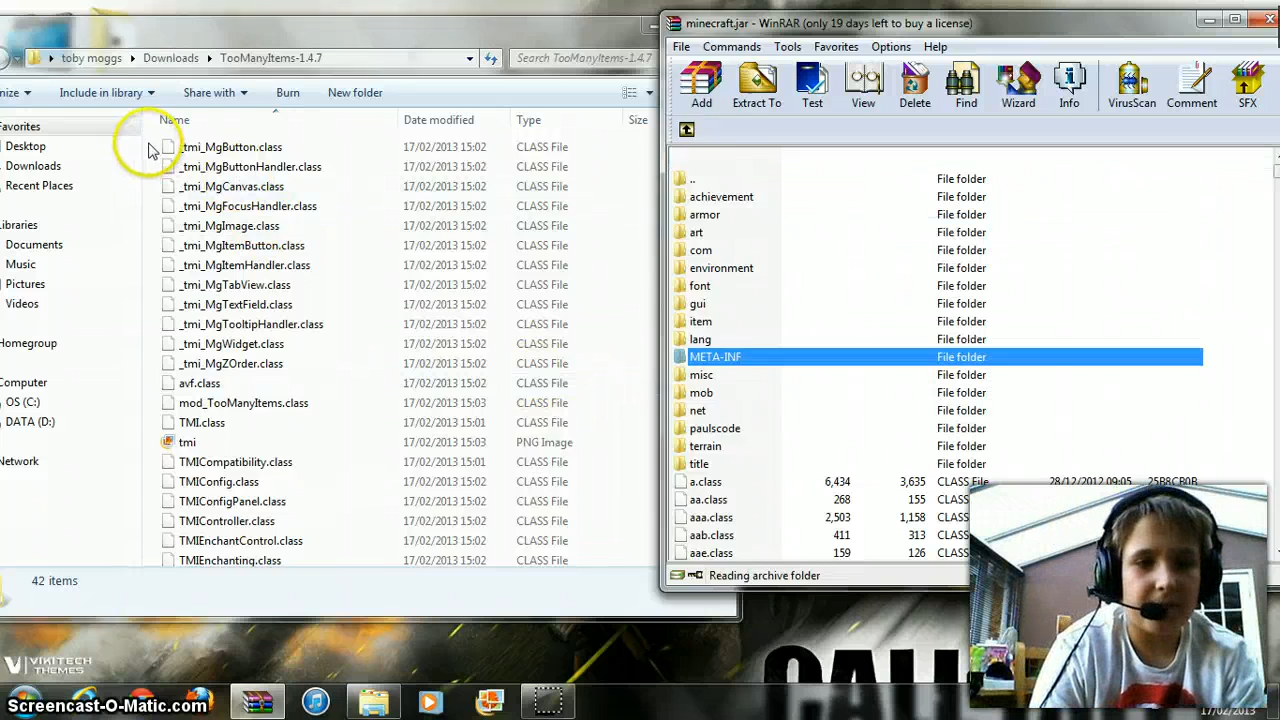 minecraft.jar - WinRAR (only 19 days left to buy a license)
toby moggs Downloads TooManyItems-1.4.7
Search TooManyItems-1.4.7
File Commands Tools Favorites Options Help
nize Include in library Share with Burn New folder
Add Extract To Test View Delete Find Wizard Info VirusScan Comment SFX
Name Date modified Type Size
Favorites
Desktop
Downloads
Recent Places
Libraries
Documents
Music
Pictures
Videos
Homegroup
Computer
OS (C:)
DATA (D:)
Network
_tmi_MgButton.class 17/02/2013 15:02 CLASS File
_tmi_MgButtonHandler.class 17/02/2013 15:02 CLASS File
_tmi_MgCanvas.class 17/02/2013 15:02 CLASS File
_tmi_MgFocusHandler.class 17/02/2013 15:02 CLASS File
_tmi_MgImage.class 17/02/2013 15:02 CLASS File
_tmi_MgItemButton.class 17/02/2013 15:02 CLASS File
_tmi_MgItemHandler.class 17/02/2013 15:02 CLASS File
_tmi_MgTabView.class 17/02/2013 15:02 CLASS File
_tmi_MgTextField.class 17/02/2013 15:02 CLASS File
_tmi_MgTooltipHandler.class 17/02/2013 15:02 CLASS File
_tmi_MgWidget.class 17/02/2013 15:02 CLASS File
_tmi_MgZOrder.class 17/02/2013 15:02 CLASS File
avf.class 17/02/2013 15:02 CLASS File
mod_TooManyItems.class 17/02/2013 15:03 CLASS File
TMI.class 17/02/2013 15:01 CLASS File
tmi 17/02/2013 15:03 PNG Image
TMICompatibility.class 17/02/2013 15:01 CLASS File
TMIConfig.class 17/02/2013 15:02 CLASS File
TMIConfigPanel.class 17/02/2013 15:02 CLASS File
TMIController.class 17/02/2013 15:02 CLASS File
TMIEnchantControl.class 17/02/2013 15:02 CLASS File
TMIEnchanting.class 17/02/2013 15:02 CLASS File
42 items
.. File folder
achievement File folder
armor File folder
art File folder
com File folder
environment File folder
font File folder
gui File folder
item File folder
lang File folder
META-INF File folder
misc File folder
mob File folder
net File folder
paulscode File folder
terrain File folder
title File folder
a.class 6,434 3,635 CLASS File 28/12/2012 09:05 25B8CB0B
aa.class 268 155 CLASS
aaa.class 2,503 1,158 CLASS
aab.class 411 313 CLASS
aae.class 159 126 CLASS
Reading archive folder
VIKITECH
THEMES
CALL
Screencast-O-Matic.com
17/02/2013